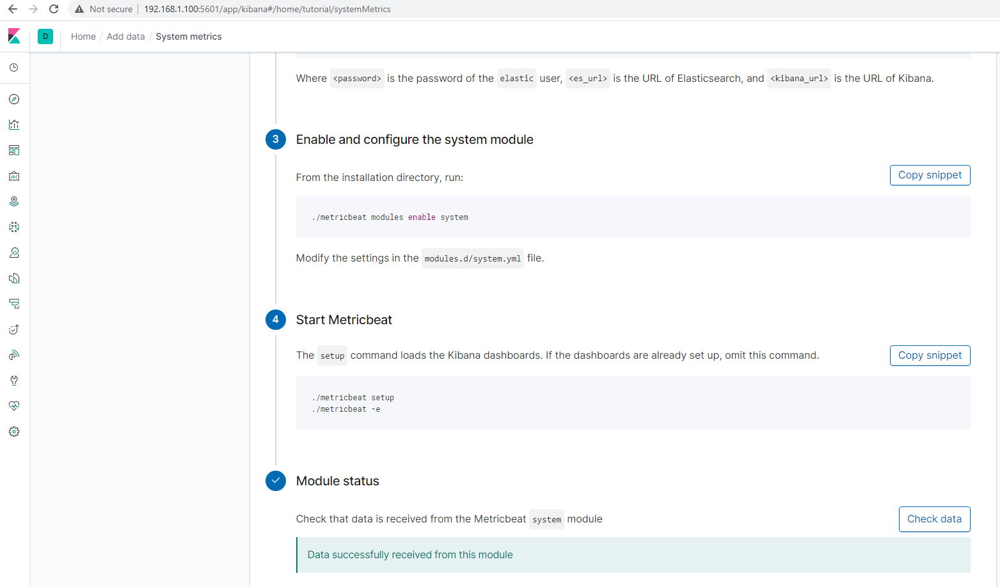 Not secure
192.168.1.100:5601/app/kibana#/home/tutorial/systemMetrics
D
Home / Add data / System metrics
Where <password> is the password of the elastic user, <es_url> is the URL of Elasticsearch, and <kibana_url> is the URL of Kibana.
3 Enable and configure the system module
From the installation directory, run:
Copy snippet
./metricbeat modules enable system
Modify the settings in the modules.d/system.yml file.
4 Start Metricbeat
The setup command loads the Kibana dashboards. If the dashboards are already set up, omit this command.
Copy snippet
./metricbeat setup
./metricbeat -e
Module status
Check that data is received from the Metricbeat system module
Check data
Data successfully received from this module